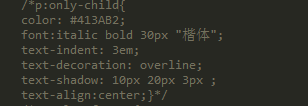 /*p:only-child{
color: #413AB2;
font:italic bold 30px "楷体";
text-indent: 3em;
text-decoration: overline;
text-shadow: 10px 20px 3px ;
text-align:center;}*/